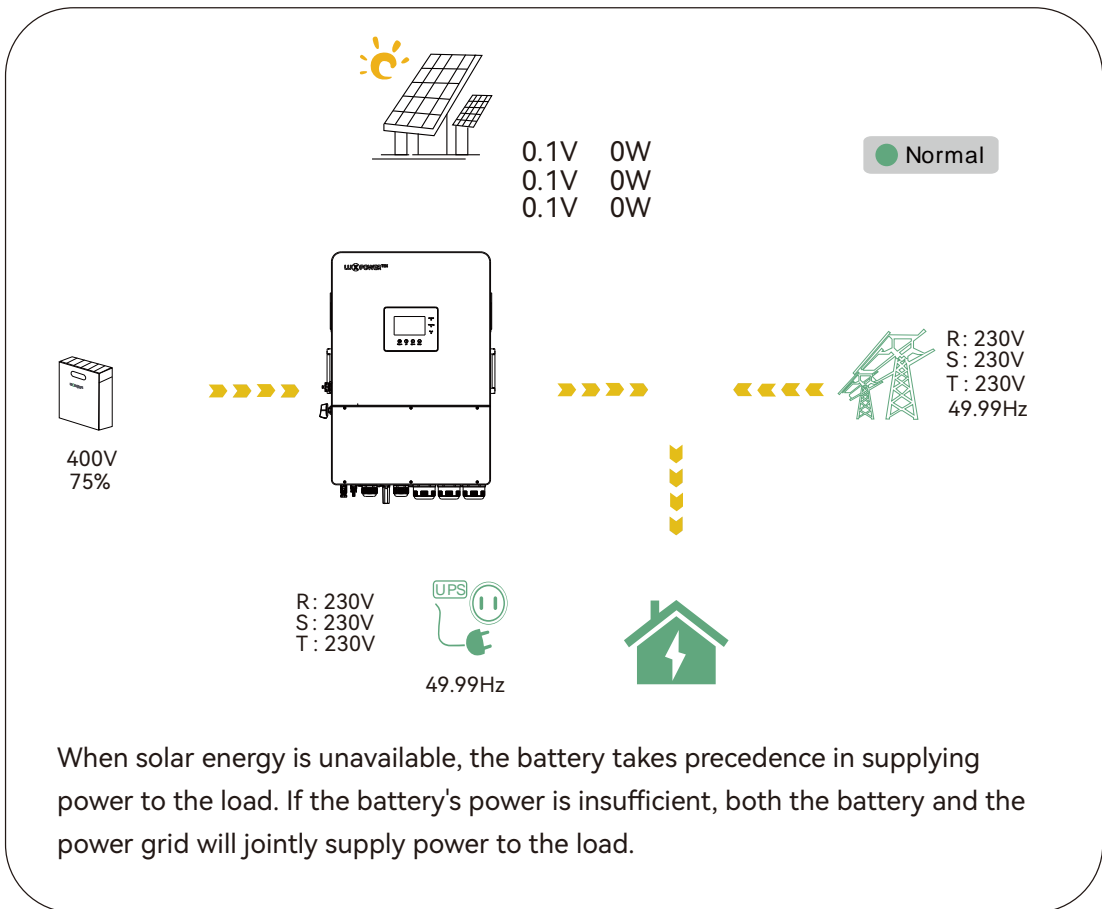 0.1V 0W
0.1V 0W
0.1V 0W
Normal
LUXPOWER
R: 230V
S: 230V
T: 230V
49.99Hz
400V
75%
R: 230V
S: 230V
T: 230V
UPS
49.99Hz
When solar energy is unavailable, the battery takes precedence in supplying
power to the load. If the battery's power is insufficient, both the battery and the
power grid will jointly supply power to the load.